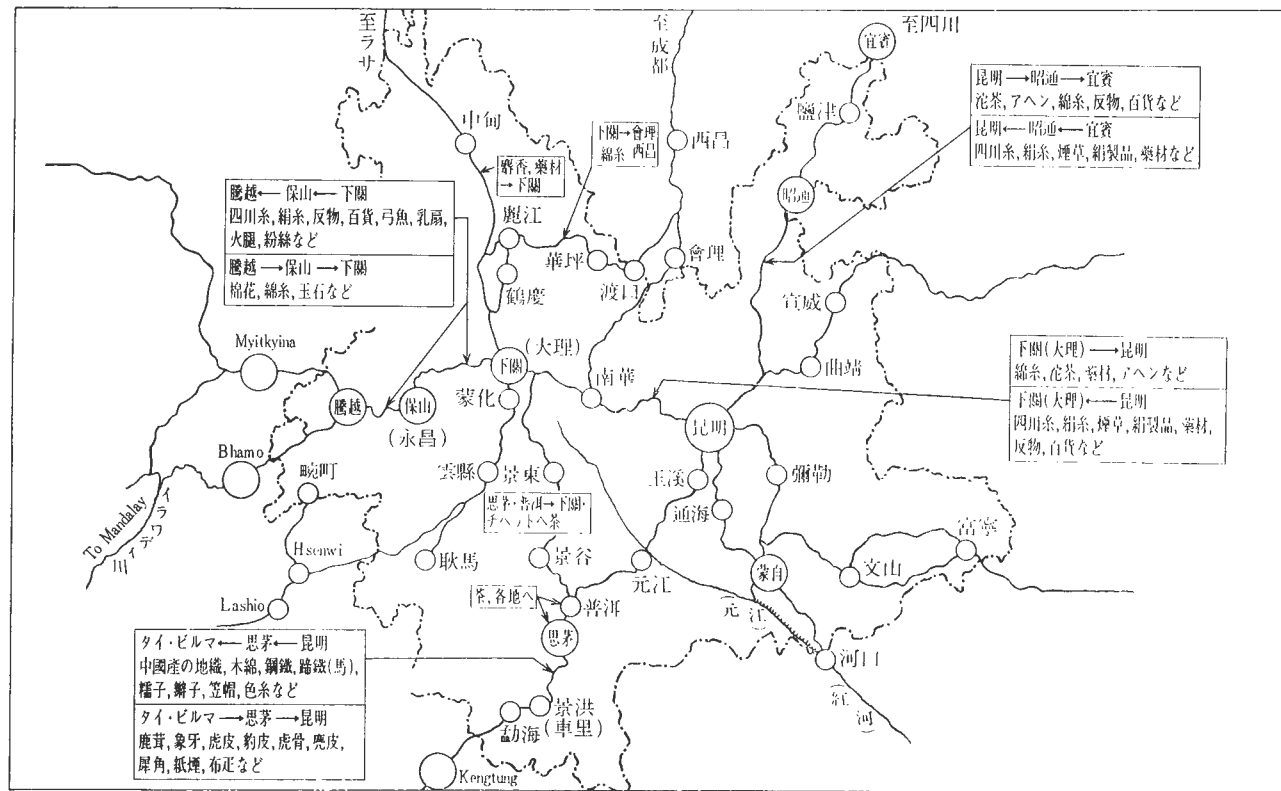 至ラサ
至成都
宜賓
至四川
昆明→昭通→宜賓
沱茶,アヘン,綿糸,反物,百貨など
昆明←昭通←宜賓
四川糸,絹糸,煙草,絹製品,藥材など
鹽津
中甸
下關→會理
綿糸 西昌
西昌
麝香,藥材
→下關
昭通
騰越←保山←下關
四川糸,絹糸,反物,百貨,弓魚,乳扇,
火腿,粉絲など
騰越→保山→下關
棉花,綿糸,玉石など
麗江
華坪
渡口
會理
鶴慶
宣威
Myitkyina
(大理)
下關
曲靖
下關(大理)→昆明
綿糸,沱茶,藥材,アヘンなど
下關(大理)←昆明
四川糸,絹糸,煙草,絹製品,藥材,
反物,百貨など
南華
蒙化
騰越
保山
(永昌)
昆明
Bhamo
畹町
雲縣
景東
玉溪
彌勒
思茅・普洱→下關・
チベットへ茶
通海
To Mandalay
イラワディ川
Hsenwi
耿馬
景谷
元江
蒙自
文山
富寧
Lashio
茶,各地へ
普洱
思茅
(元江)
河口
(紅河)
タイ・ビルマ←思茅←昆明
中國産の地織,木綿,鋼鐵,蹄鐵(馬),
糯子,辮子,笠帽,色糸など
タイ・ビルマ→思茅→昆明
鹿茸,象牙,虎皮,豹皮,虎骨,麂皮,
犀角,紙煙,布疋など
景洪
(車里)
勐海
Kengtung